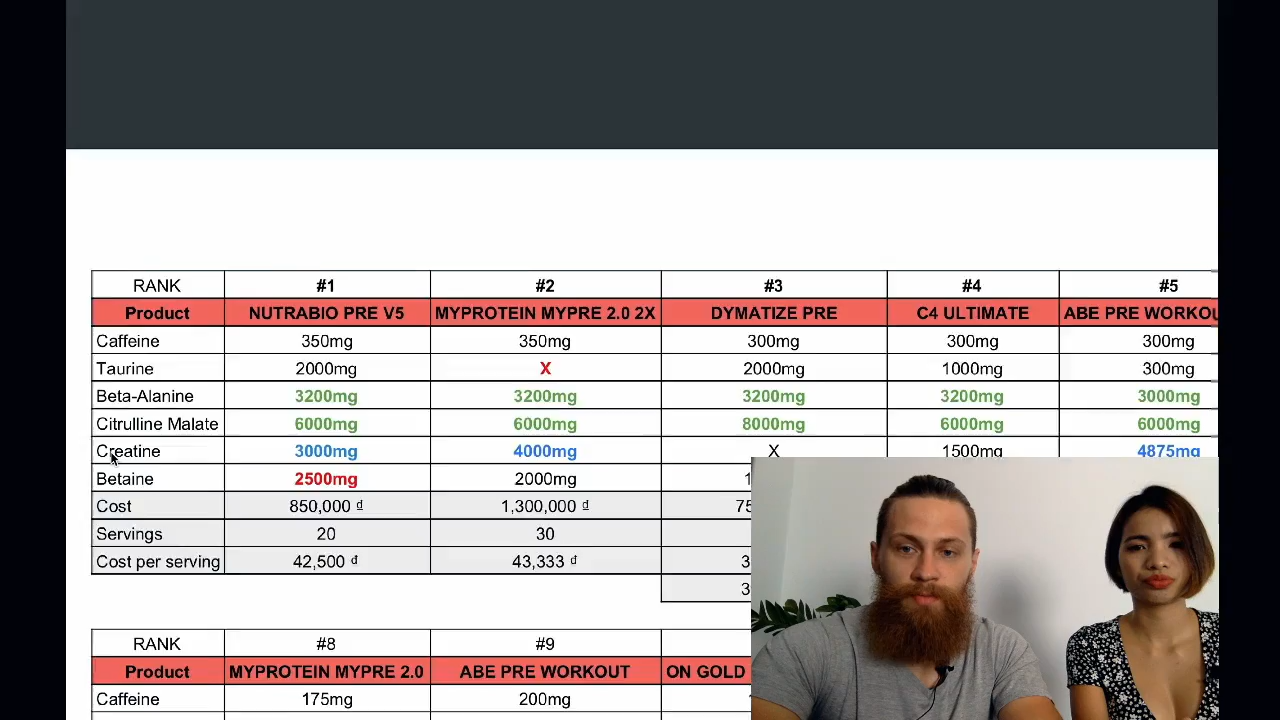 RANK #1 #2 #3 #4 #5
Product NUTRABIO PRE V5 MYPROTEIN MYPRE 2.0 2X DYMATIZE PRE C4 ULTIMATE ABE PRE
Caffeine 350mg 350mg 300mg 300mg 300mg
Taurine 2000mg X 2000mg 1000mg 300mg
Beta-Alanine 3200mg 3200mg 3200mg 3200mg 3000mg
Citrulline Malate 6000mg 6000mg 8000mg 6000mg 6000mg
Creatine 3000mg 4000mg X 1500mg 4875mg
Betaine 2500mg 2000mg
Cost 850,000 ₫ 1,300,000 ₫
Servings 20 30
Cost per serving 42,500 ₫ 43,333 ₫
RANK #8 #9
Product MYPROTEIN MYPRE 2.0 ABE PRE WORKOUT ON GOLD
Caffeine 175mg 200mg